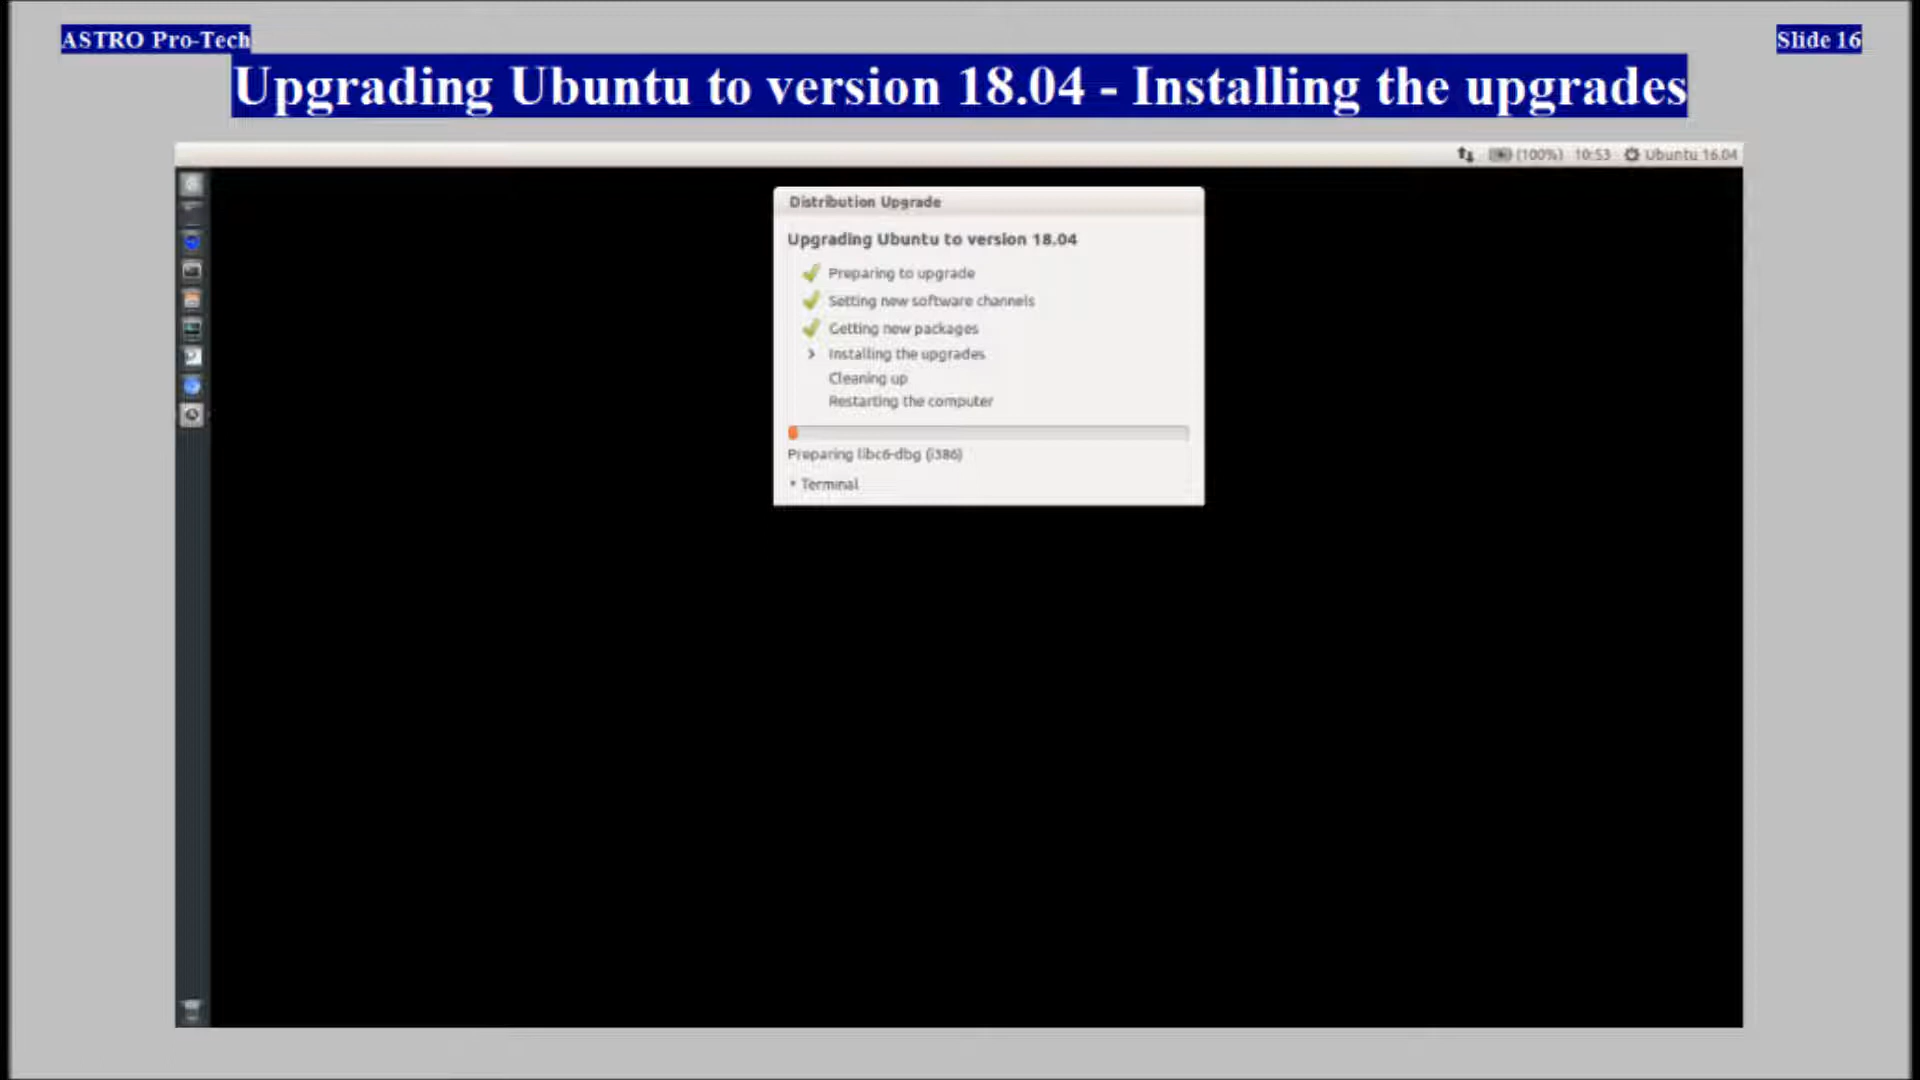 ASTRO Pro-Tech
Slide 16
Upgrading Ubuntu to version 18.04 - Installing the upgrades
(100%) 10:53 Ubuntu 16.04
Distribution Upgrade
Upgrading Ubuntu to version 18.04
Preparing to upgrade
Setting new software channels
Getting new packages
Installing the upgrades
Cleaning up
Restarting the computer
Preparing libc6-dbg (i386)
Terminal